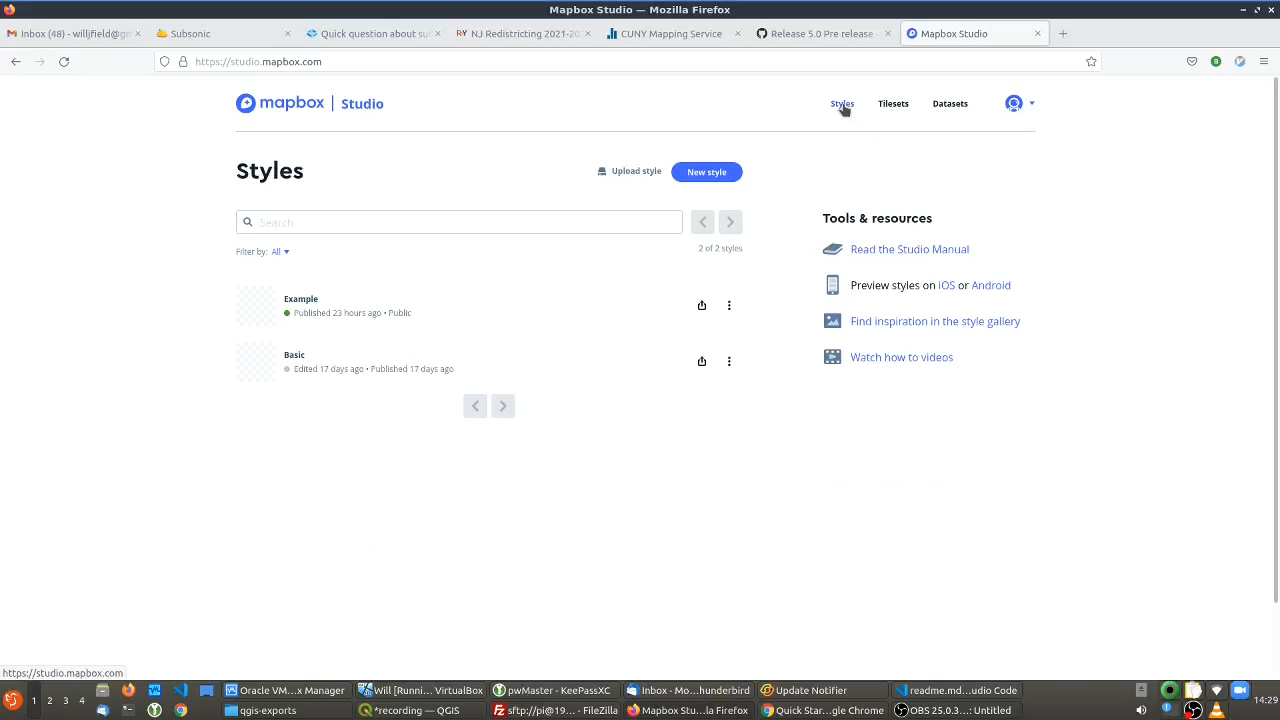 Mapbox Studio — Mozilla Firefox
Inbox (48) - willjfield@gm
Subsonic
Quick question about su
NJ Redistricting 2021-20
CUNY Mapping Service
Release 5.0 Pre release
Mapbox Studio
https://studio.mapbox.com
mapbox | Studio
Styles
Tilesets
Datasets
Styles
Upload style
New style
Search
Filter by: All
2 of 2 styles
Example
Published 23 hours ago • Public
Basic
Edited 17 days ago • Published 17 days ago
Tools & resources
Read the Studio Manual
Preview styles on iOS or Android
Find inspiration in the style gallery
Watch how to videos
https://studio.mapbox.com
1 2 3 4
Oracle VM...x Manager
Will [Runni... VirtualBox
pwMaster - KeePassXC
Inbox - Mo...hunderbird
Update Notifier
readme.md...udio Code
14:29
qgis-exports
*recording — QGIS
sftp://pi@19... - FileZilla
Mapbox Stu...la Firefox
Quick Star...gle Chrome
OBS 25.0.3...: Untitled